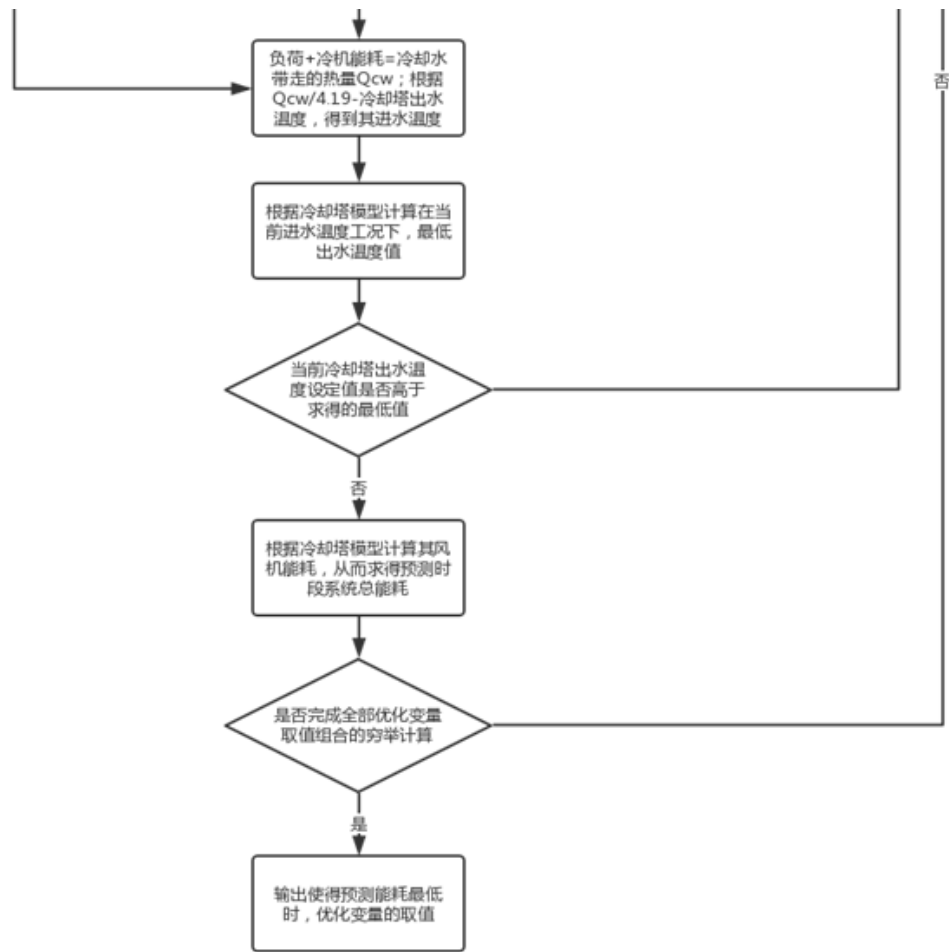 负荷+冷机能耗=冷却水
带走的热量Qcw；根据
Qcw/4.19-冷却塔出水
温度，得到其进水温度
否
根据冷却塔模型计算在当
前进水温度工况下，最低
出水温度值
当前冷却塔出水温
度设定值是否高于
求得的最低值
否
根据冷却塔模型计算其风
机能耗，从而求得预测时
段系统总能耗
是否完成全部优化变量
取值组合的穷举计算
是
输出使得预测能耗最低
时，优化变量的取值